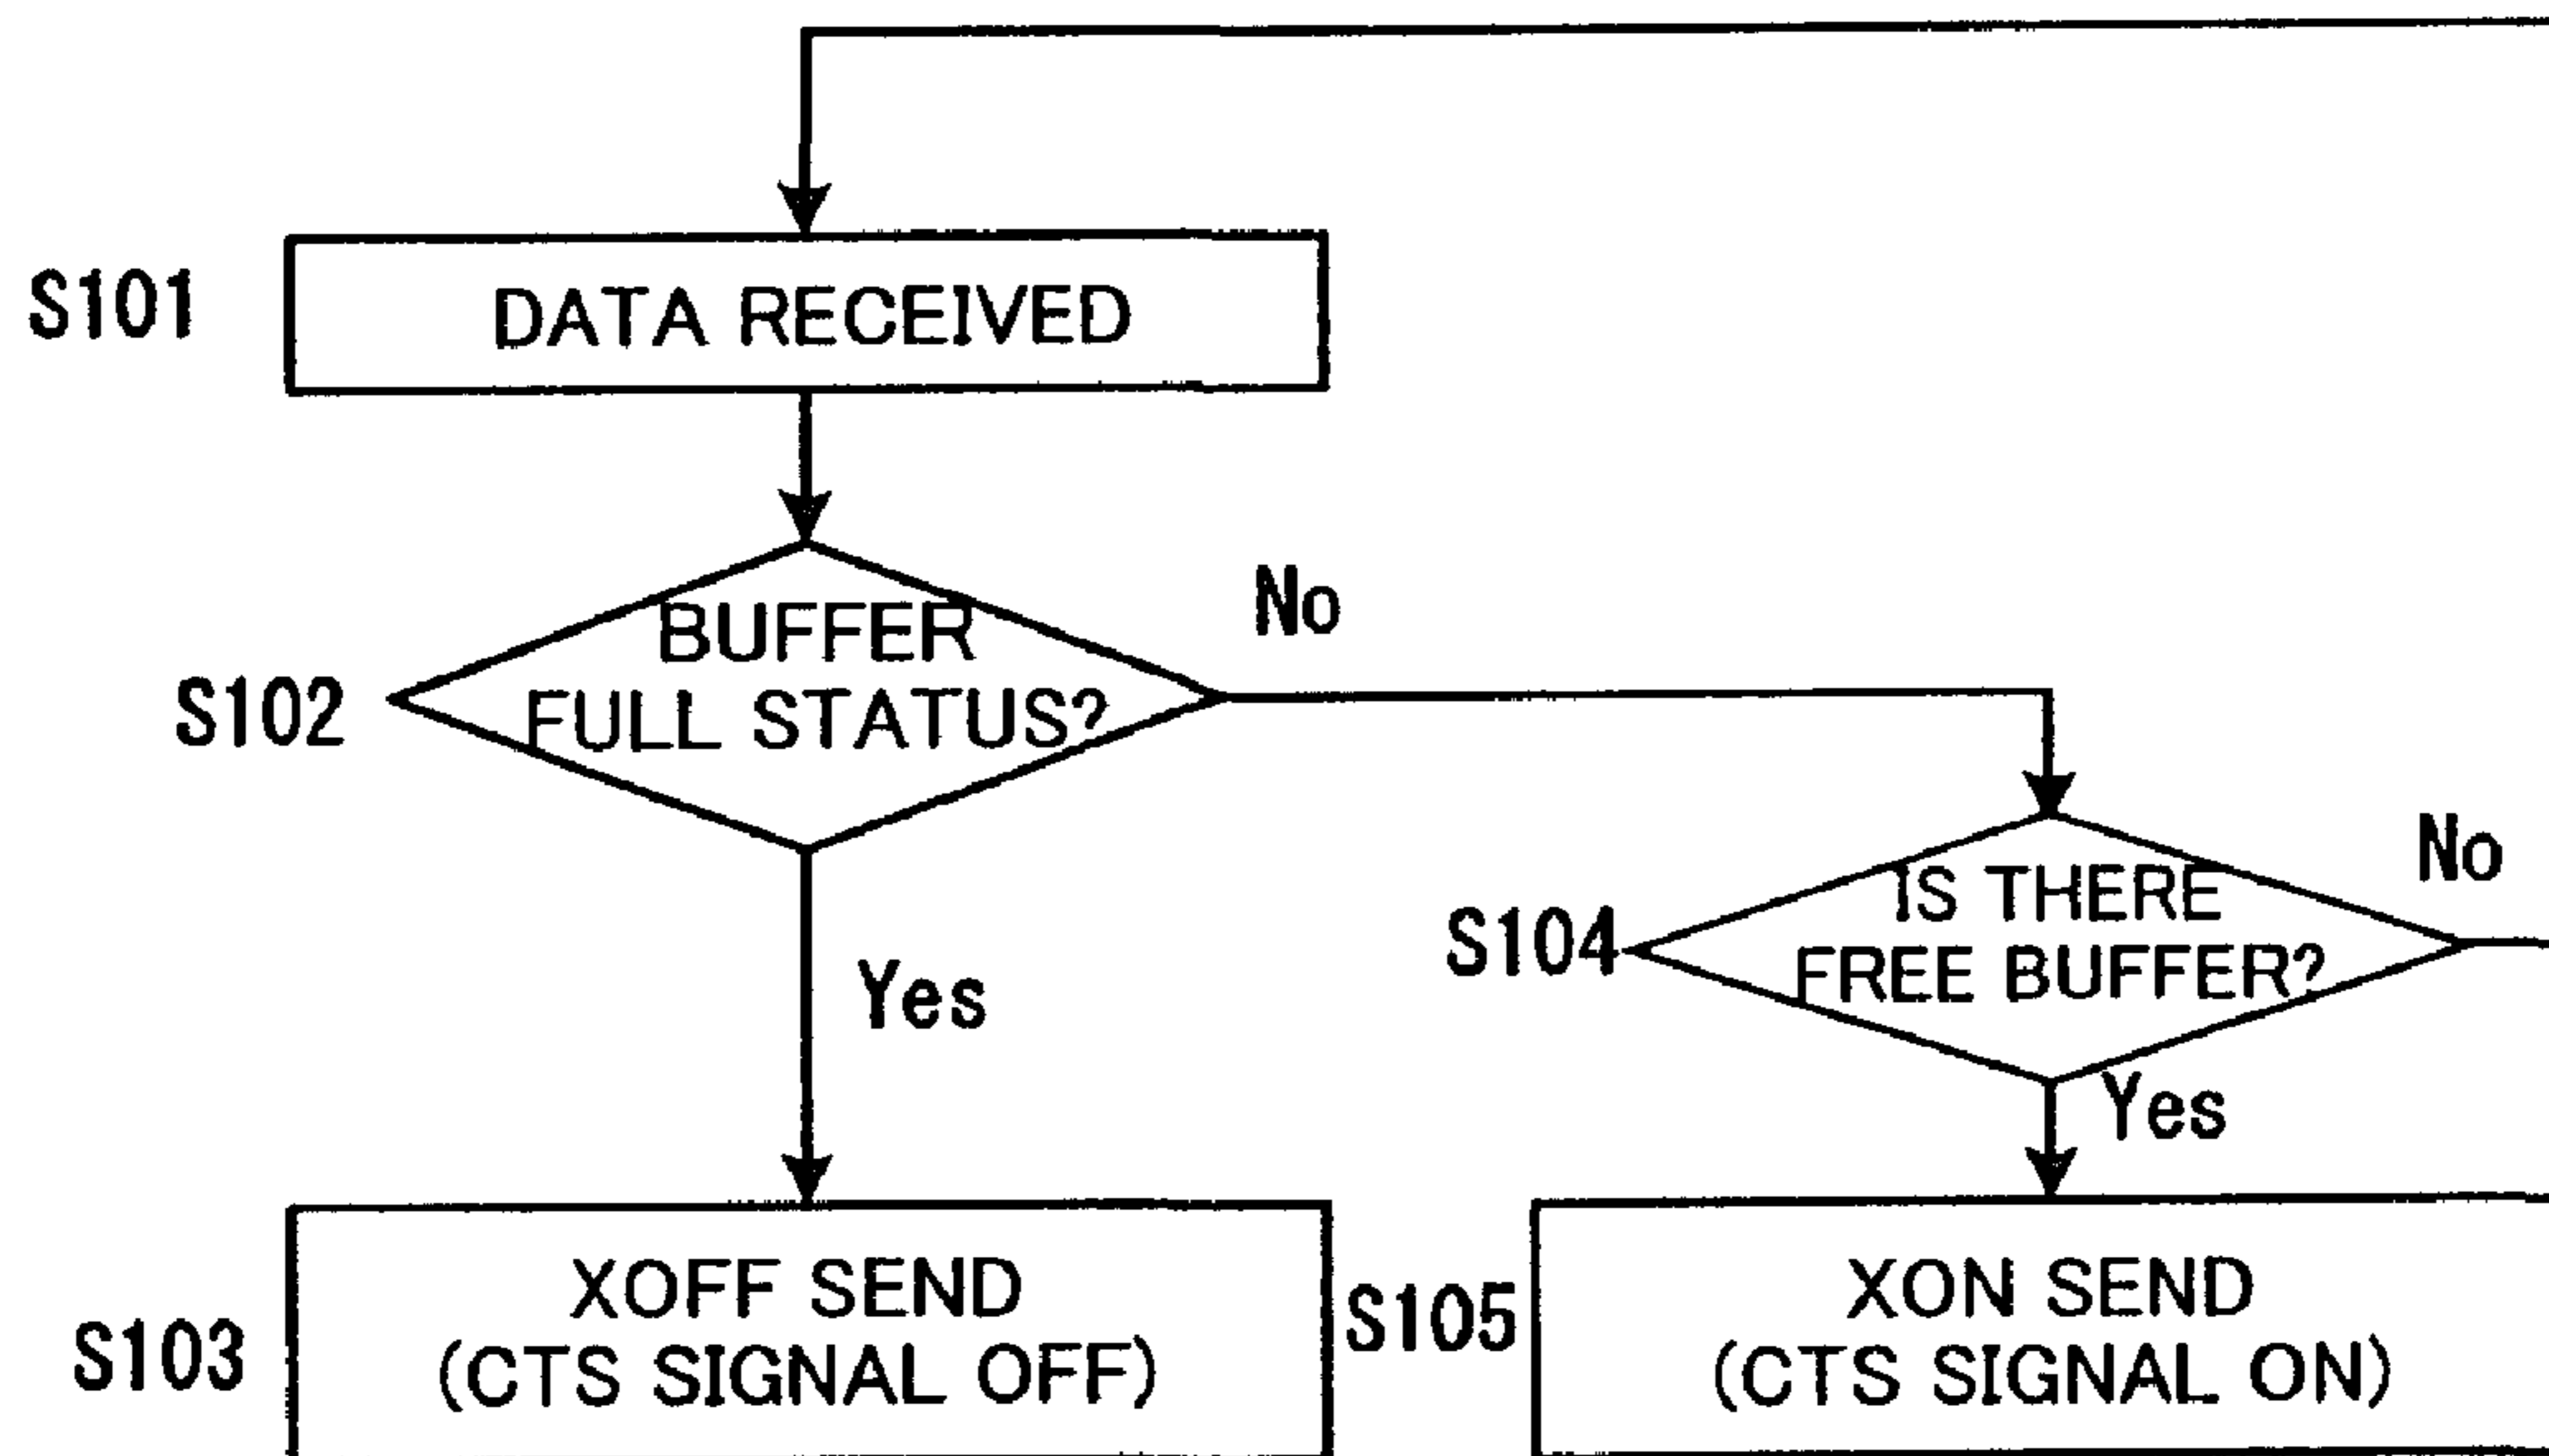 S101
DATA RECEIVED
S102
BUFFER
FULL STATUS?
No
Yes
S104
IS THERE
FREE BUFFER?
No
Yes
S103
XOFF SEND
(CTS SIGNAL OFF)
S105
XON SEND
(CTS SIGNAL ON)